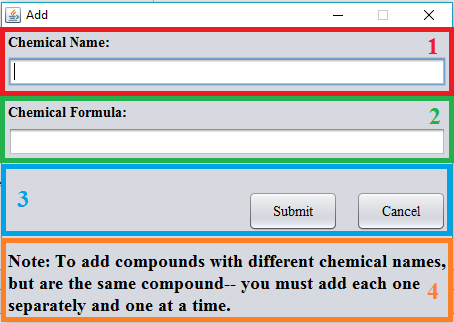 Add
Chemical Name:
1
Chemical Formula:
2
3
Submit Cancel
Note: To add compounds with different chemical names,
but are the same compound-- you must add each one
separately and one at a time.
4